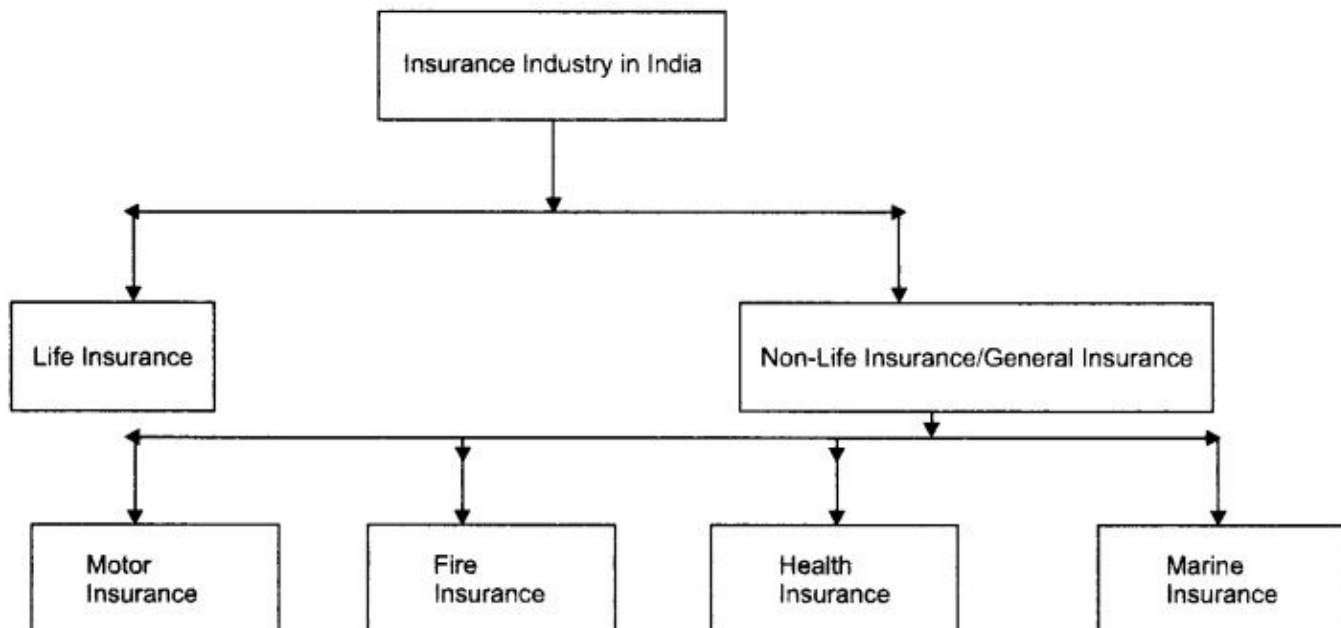 Insurance Industry in India
Life Insurance
Non-Life Insurance/General Insurance
Motor
Insurance
Fire
Insurance
Health
Insurance
Marine
Insurance